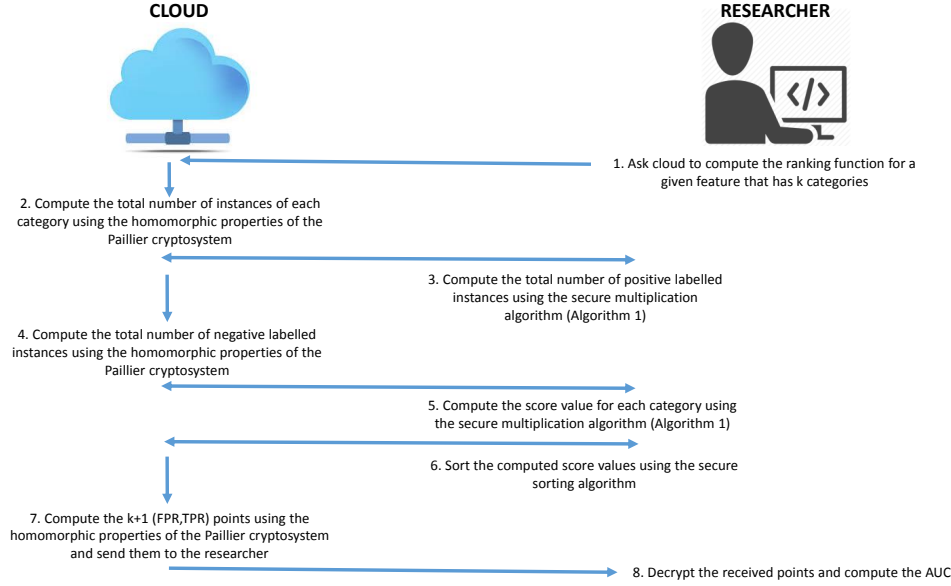 CLOUD
RESEARCHER
</>
1. Ask cloud to compute the ranking function for a
given feature that has k categories
2. Compute the total number of instances of each
category using the homomorphic properties of the
Paillier cryptosystem
3. Compute the total number of positive labelled
instances using the secure multiplication
algorithm (Algorithm 1)
4. Compute the total number of negative labelled
instances using the homomorphic properties of the
Paillier cryptosystem
5. Compute the score value for each category using
the secure multiplication algorithm (Algorithm 1)
6. Sort the computed score values using the secure
sorting algorithm
7. Compute the k+1 (FPR,TPR) points using the
homomorphic properties of the Paillier cryptosystem
and send them to the researcher
8. Decrypt the received points and compute the AUC